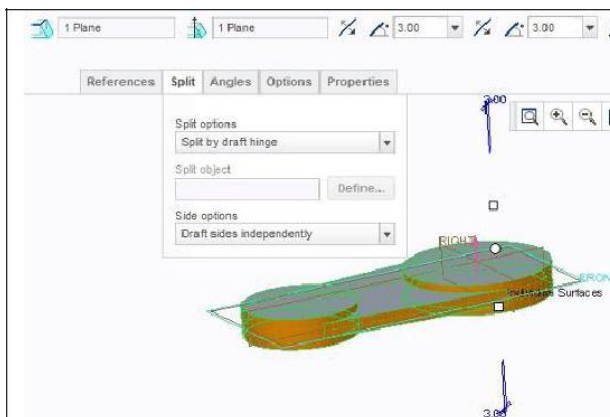 1 Plane 1 Plane 3.00 3.00
References Split Angles Options Properties
3.00
Split options
Split by draft hinge
Split object
Define...
Side options
Draft sides independently
RIGHT
FRON
Surfaces
3.00